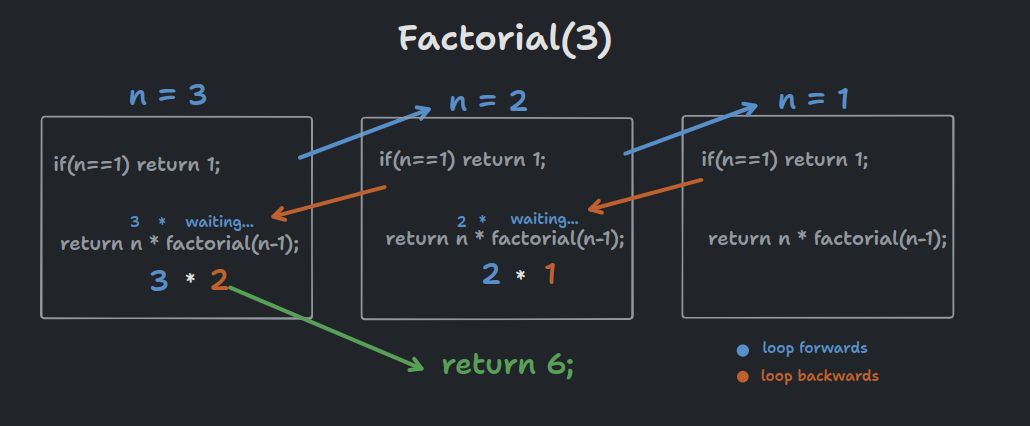 Factorial(3)
n = 3
if(n==1) return 1;
3 * waiting...
return n * factorial(n-1);
3 * 2
n = 2
if(n==1) return 1;
2 * waiting...
return n * factorial(n-1);
2 * 1
n = 1
if(n==1) return 1;
return n * factorial(n-1);
return 6;
loop forwards
loop backwards